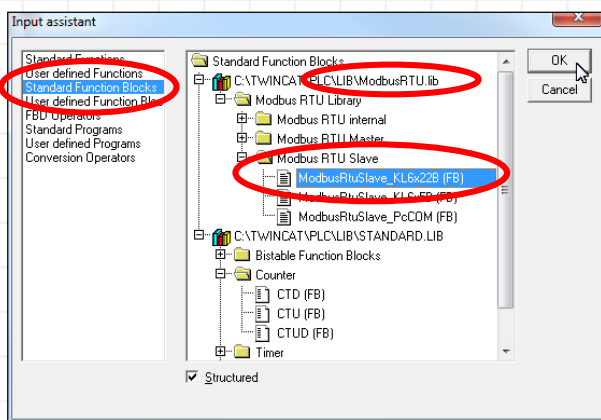 Input assistant
Standard Functions
User defined Functions
Standard Function Blocks
User defined Function Bloc
FBD Operators
Standard Programs
User defined Programs
Conversion Operators
Standard Function Blocks
C:\TWINCAT\PLC\LIB\ModbusRTU.lib
Modbus RTU Library
Modbus RTU internal
Modbus RTU Master
Modbus RTU Slave
ModbusRtuSlave_KL6x22B (FB)
ModbusRtuSlave_KL6x5B (FB)
ModbusRtuSlave_PcCOM (FB)
C:\TWINCAT\PLC\LIB\STANDARD.LIB
Bistable Function Blocks
Counter
CTD (FB)
CTU (FB)
CTUD (FB)
Timer
Structured
OK
Cancel